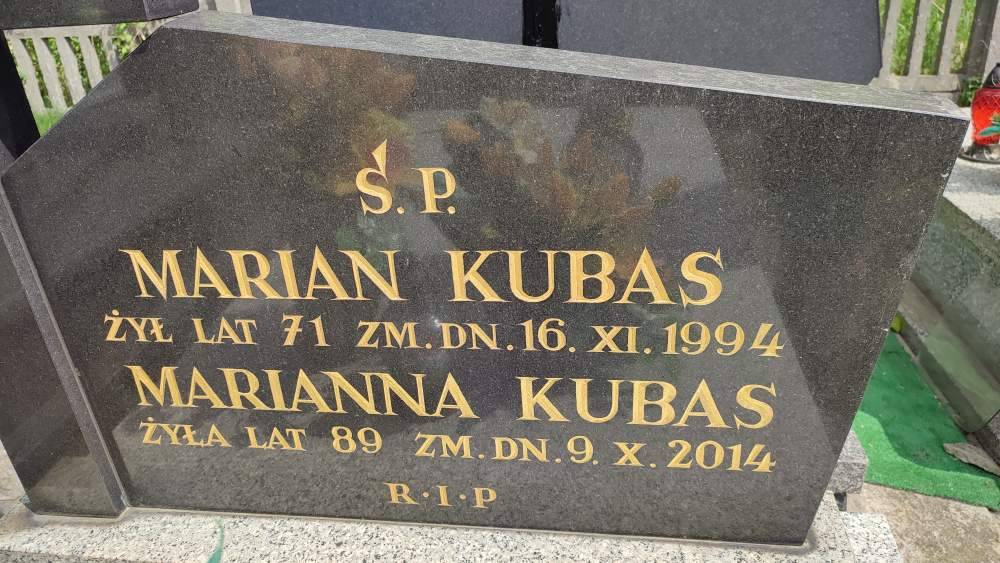 Ś. P.
MARIAN KUBAS
ŻYŁ LAT 71 ZM. DN. 16. XI. 1994
MARIANNA KUBAS
ŻYŁA LAT 89 ZM. DN. 9. X. 2014
R·I·P